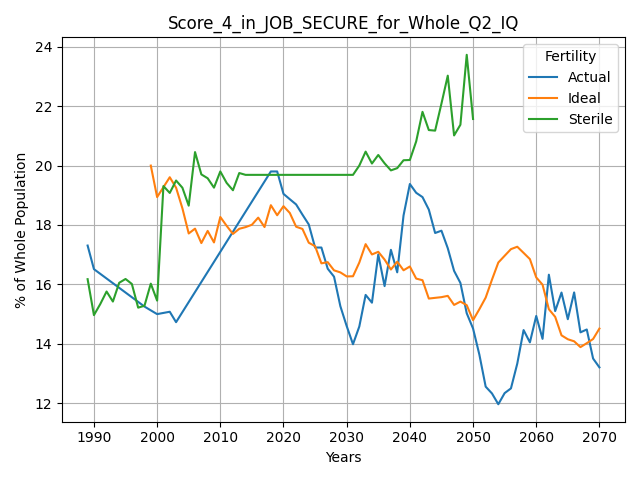 Score_4_in_JOB_SECURE_for_Whole_Q2_IQ
Fertility
Actual
Ideal
Sterile
% of Whole Population
24
22
20
18
16
14
12
1990 2000 2010 2020 2030 2040 2050 2060 2070
Years